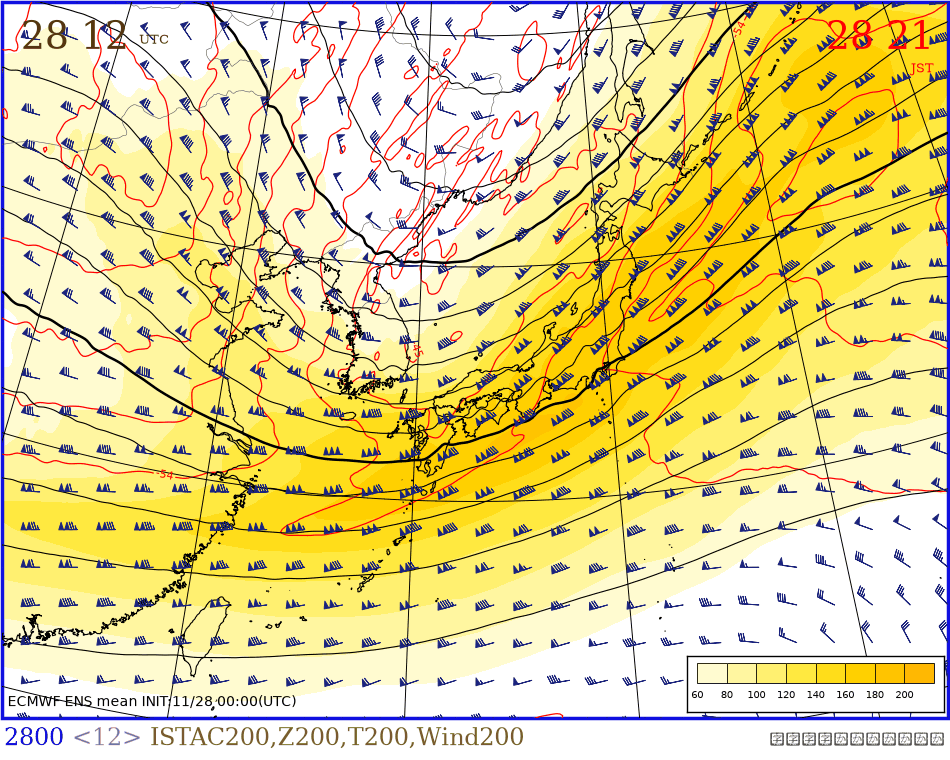 28 12 UTC
28 21
JST
-54
-54
-54
60 80 100 120 140 160 180 200
ECMWF ENS mean INIT:11/28 00:00(UTC)
2800 <12> ISTAC200,Z200,T200,Wind200